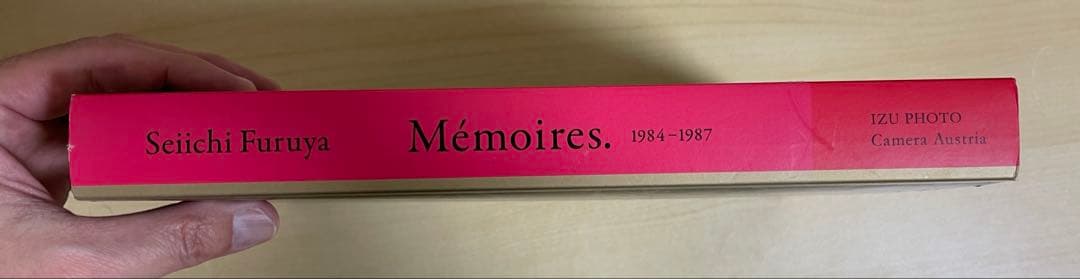 Seiichi Furuya
Mémoires. 1984–1987
IZU PHOTO
Camera Austria